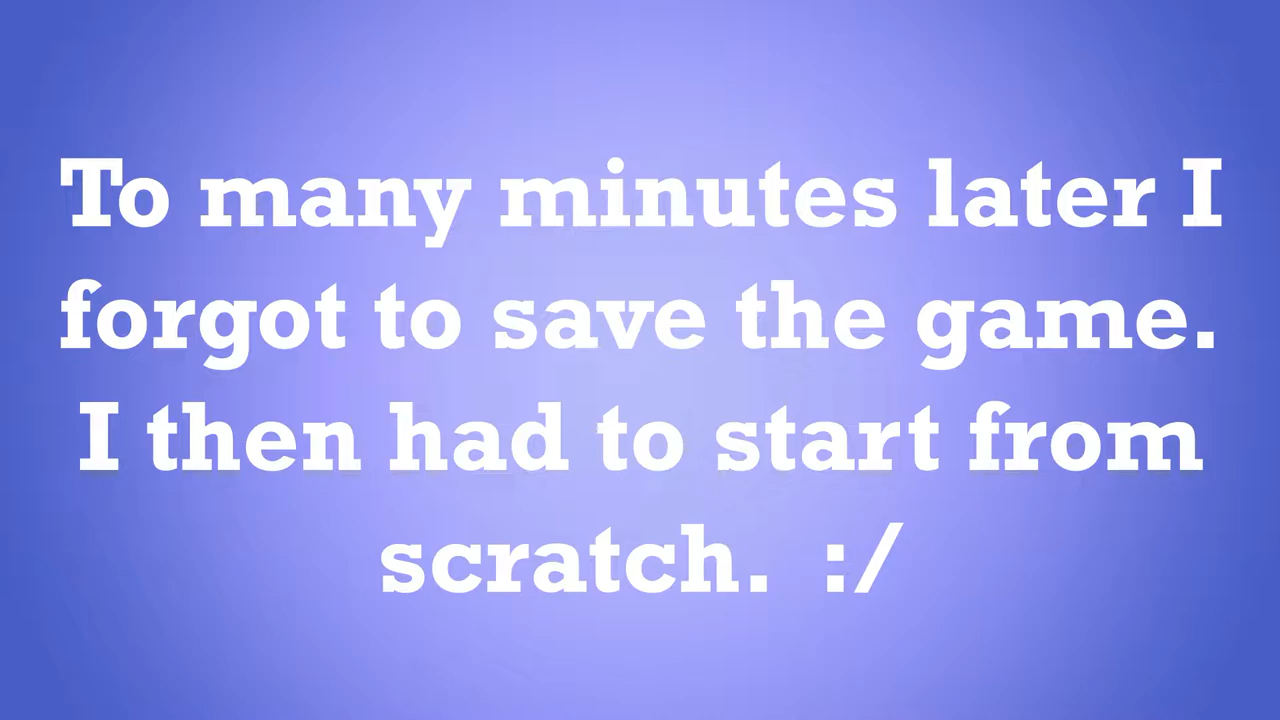 To many minutes later I
forgot to save the game.
I then had to start from
scratch.  :/